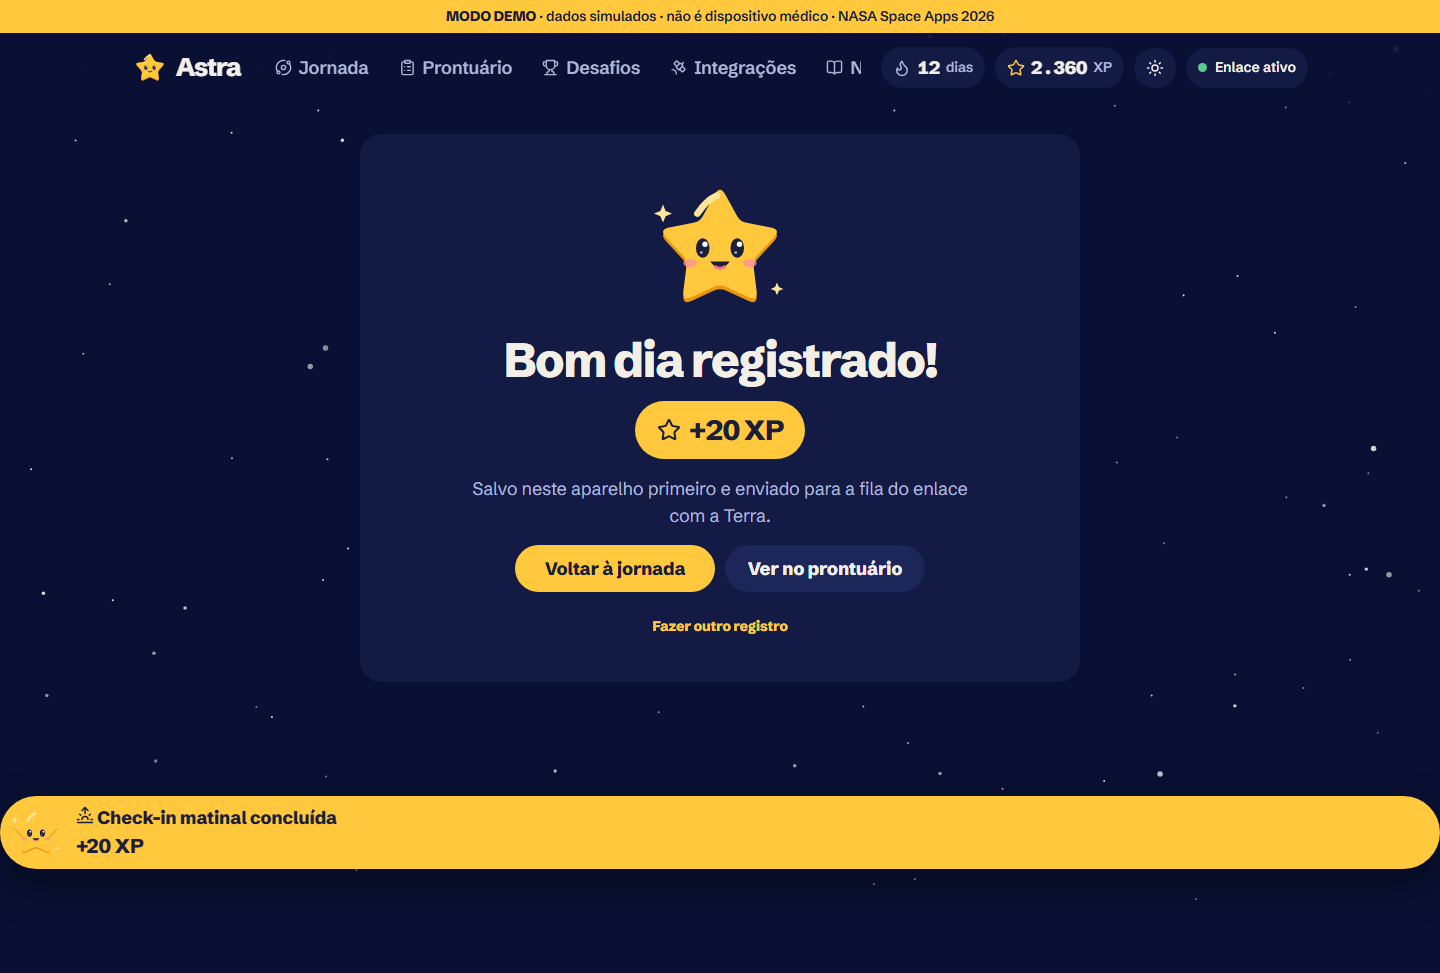 MODO DEMO · dados simulados · não é dispositivo médico · NASA Space Apps 2026
Astra Jornada Prontuário Desafios Integrações N 12 dias 2.360 XP Enlace ativo
Bom dia registrado!
+20 XP
Salvo neste aparelho primeiro e enviado para a fila do enlace
com a Terra.
Voltar à jornada Ver no prontuário
Fazer outro registro
Check-in matinal concluída
+20 XP